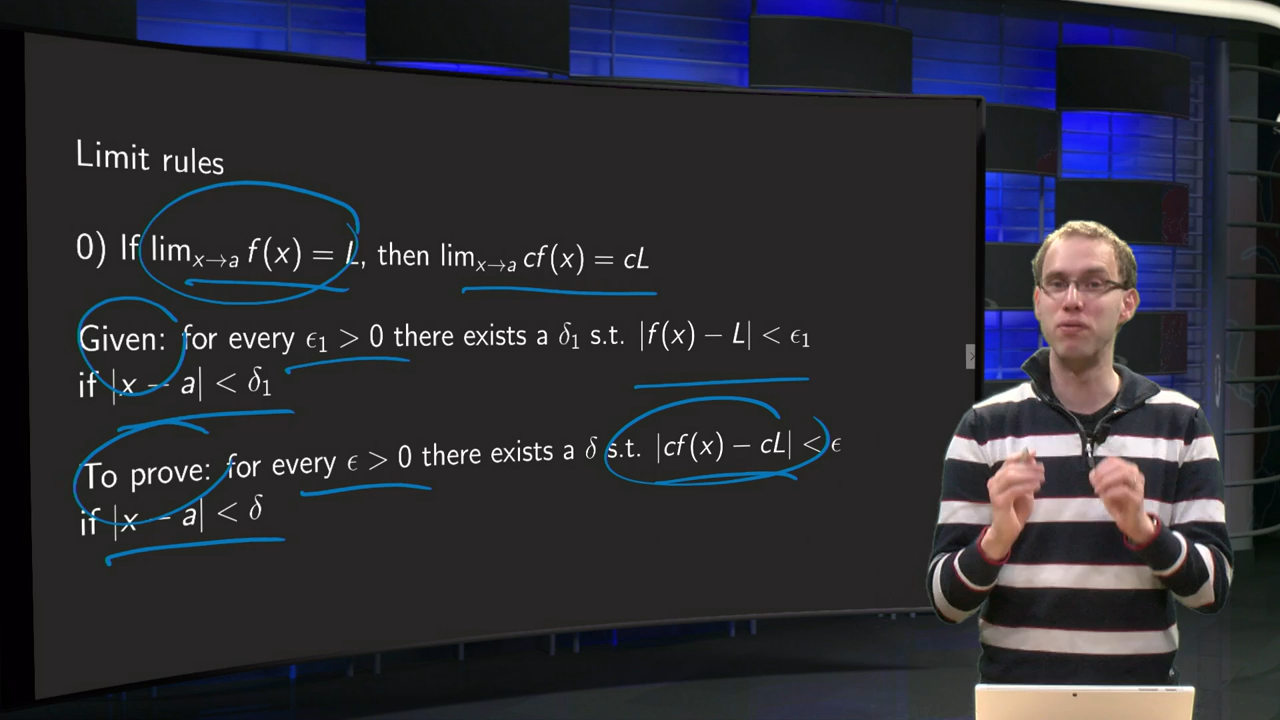 Limit rules
0) If lim_{x→a} f(x) = L, then lim_{x→a} cf(x) = cL
Given: for every ϵ₁ > 0 there exists a δ₁ s.t. |f(x) − L| < ϵ₁
if |x − a| < δ₁
To prove: for every ϵ > 0 there exists a δ s.t. |cf(x) − cL| < ϵ
if |x − a| < δ